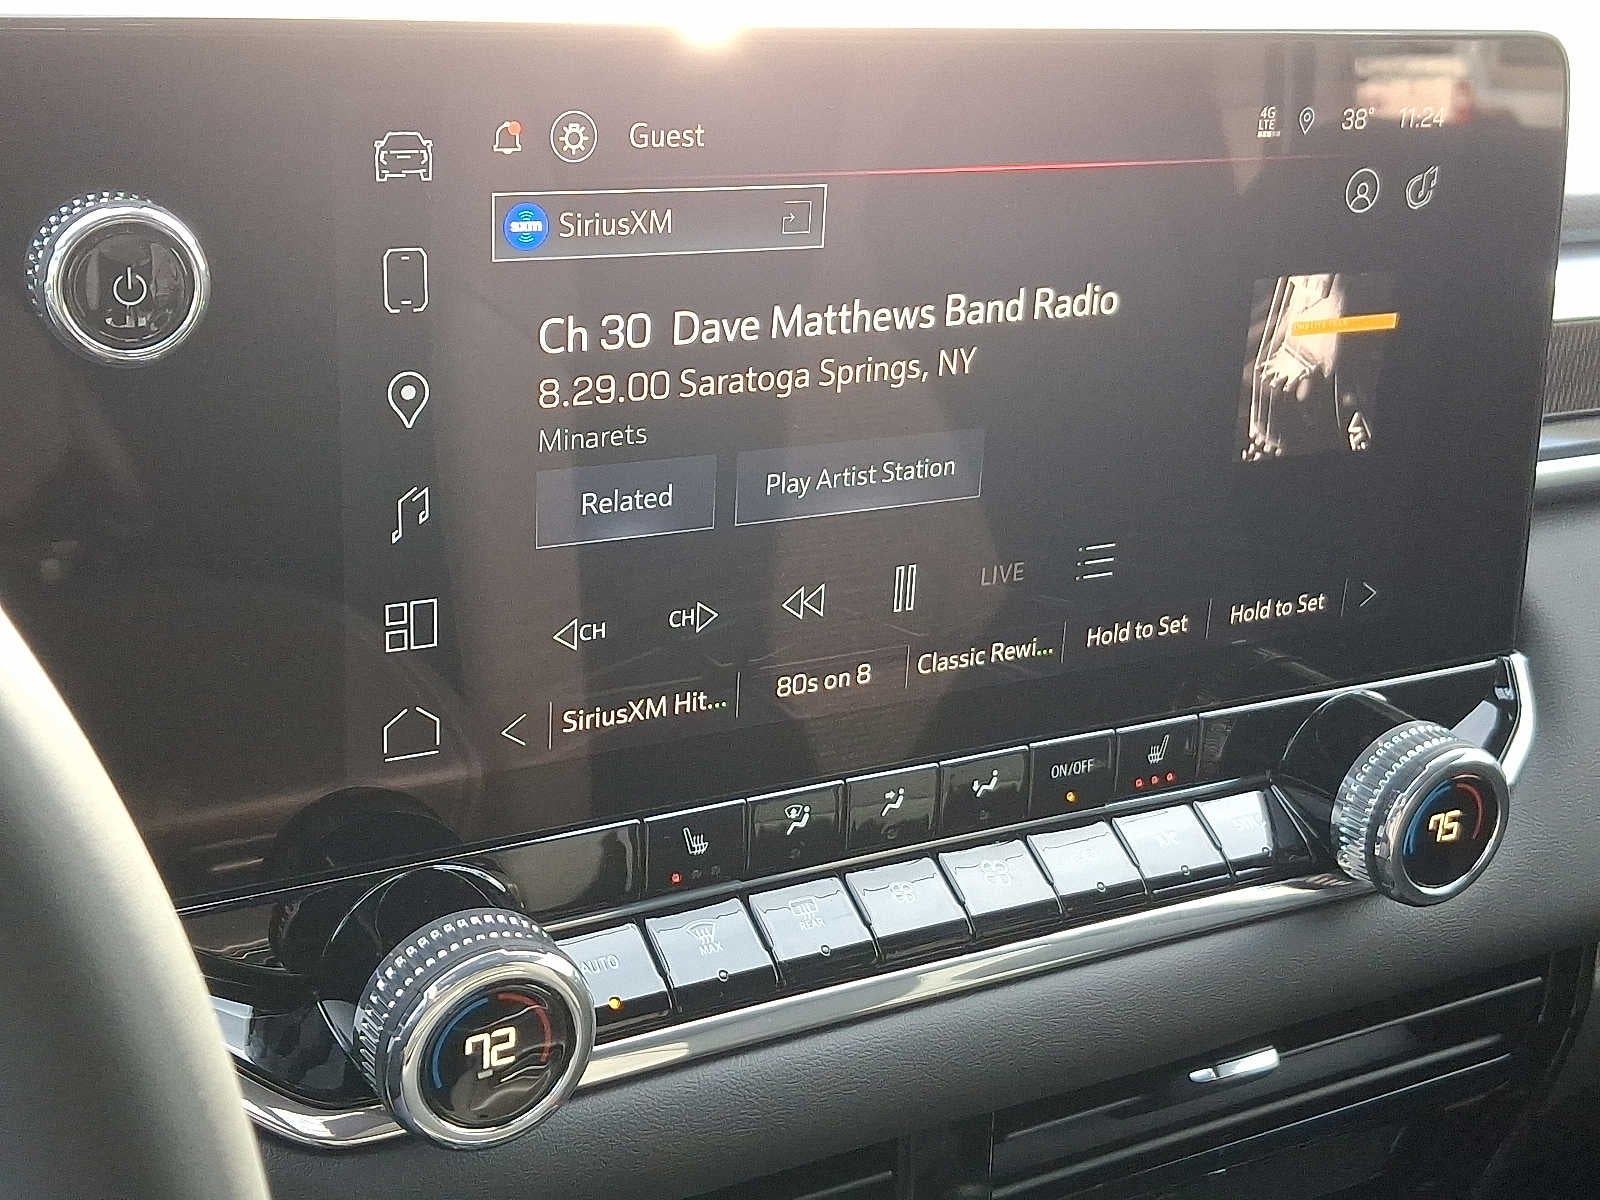 Guest
4G
LTE
38° 11:24
sxm SiriusXM
Ch 30 Dave Matthews Band Radio
8.29.00 Saratoga Springs, NY
Minarets
Related
Play Artist Station
CH
CH
LIVE
SiriusXM Hit...
80s on 8
Classic Rewi...
Hold to Set
Hold to Set
ON/OFF
75
AUTO
MAX
REAR
A/C
SYNC
72